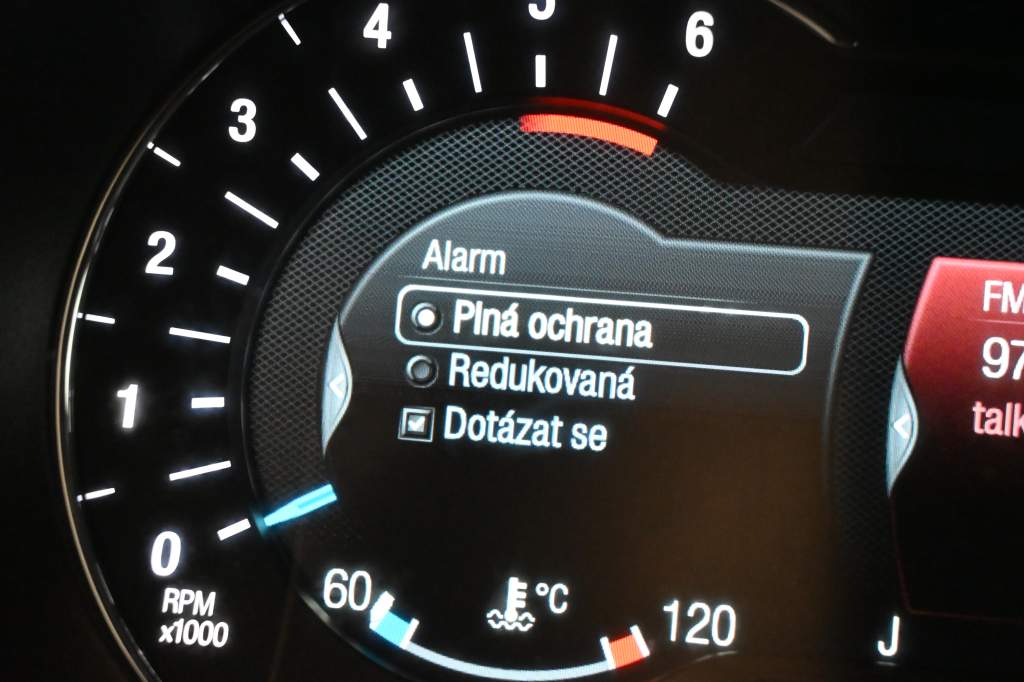 4
5
6
3
2
1
0
RPM
x1000
Alarm
Plná ochrana
Redukovaná
Dotázat se
FM
97
talk
60
°C
120
J